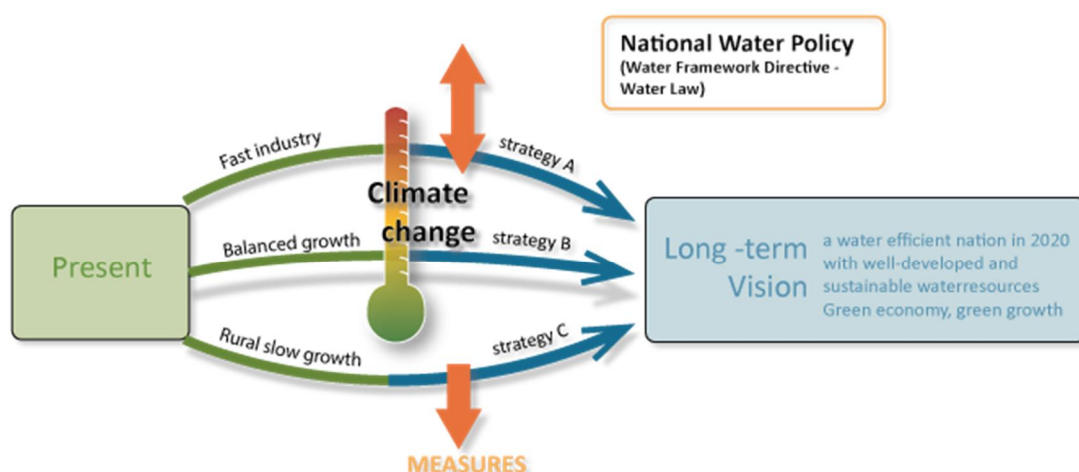 National Water Policy
(Water Framework Directive -
Water Law)
Fast industry
strategy A
Climate
change
Present
Balanced growth
strategy B
Long -term
Vision
a water efficient nation in 2020
with well-developed and
sustainable waterresources
Green economy, green growth
Rural slow growth
strategy C
MEASURES